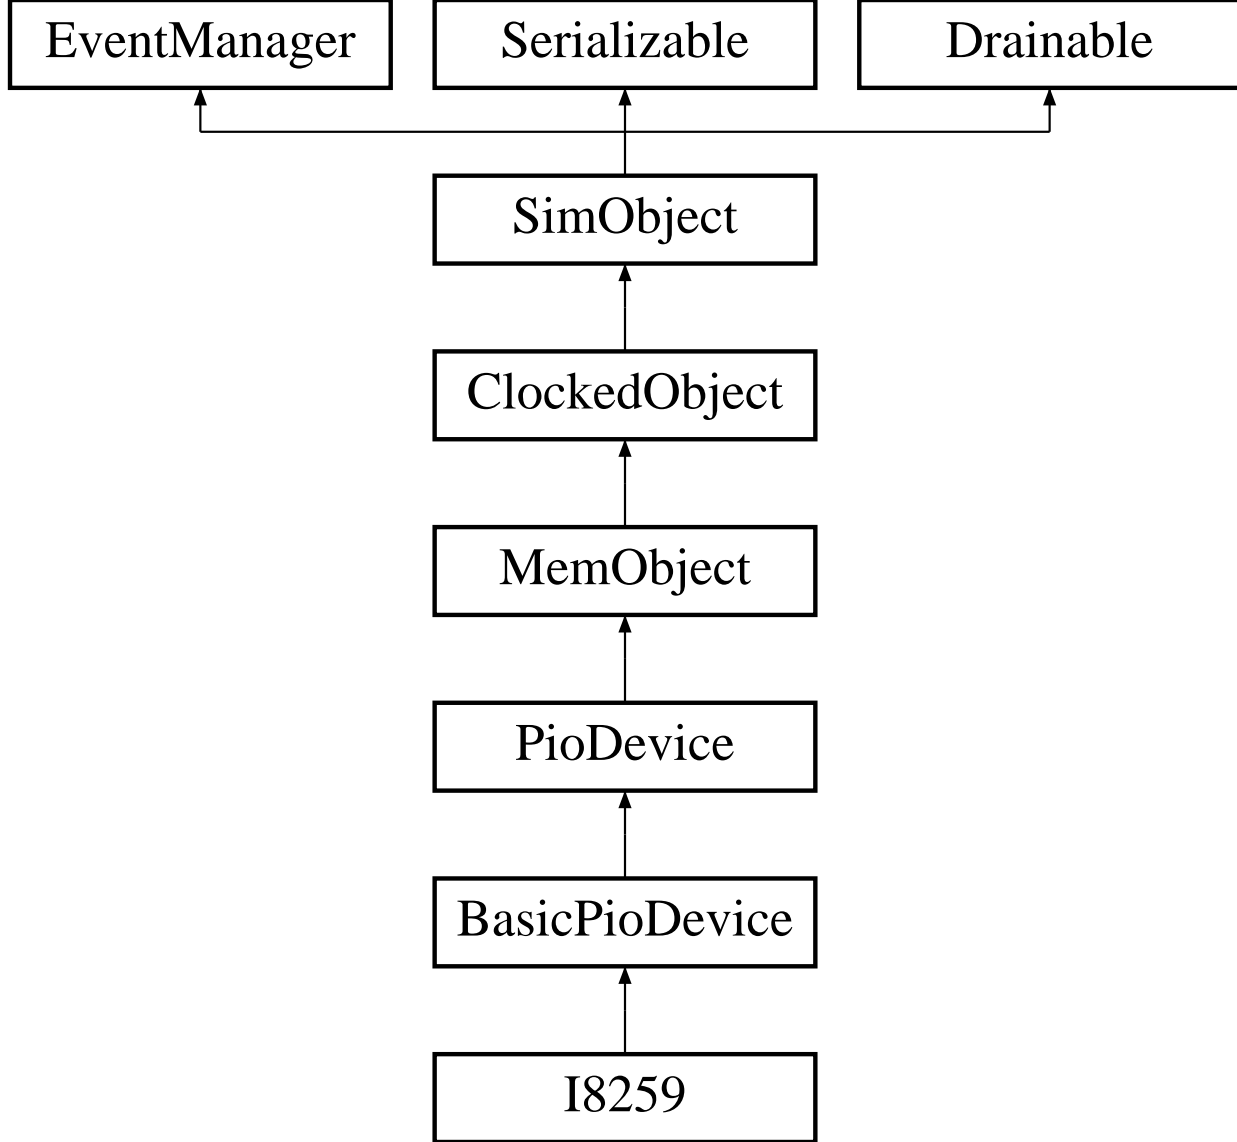 EventManager Serializable Drainable
SimObject
ClockedObject
MemObject
PioDevice
BasicPioDevice
I8259